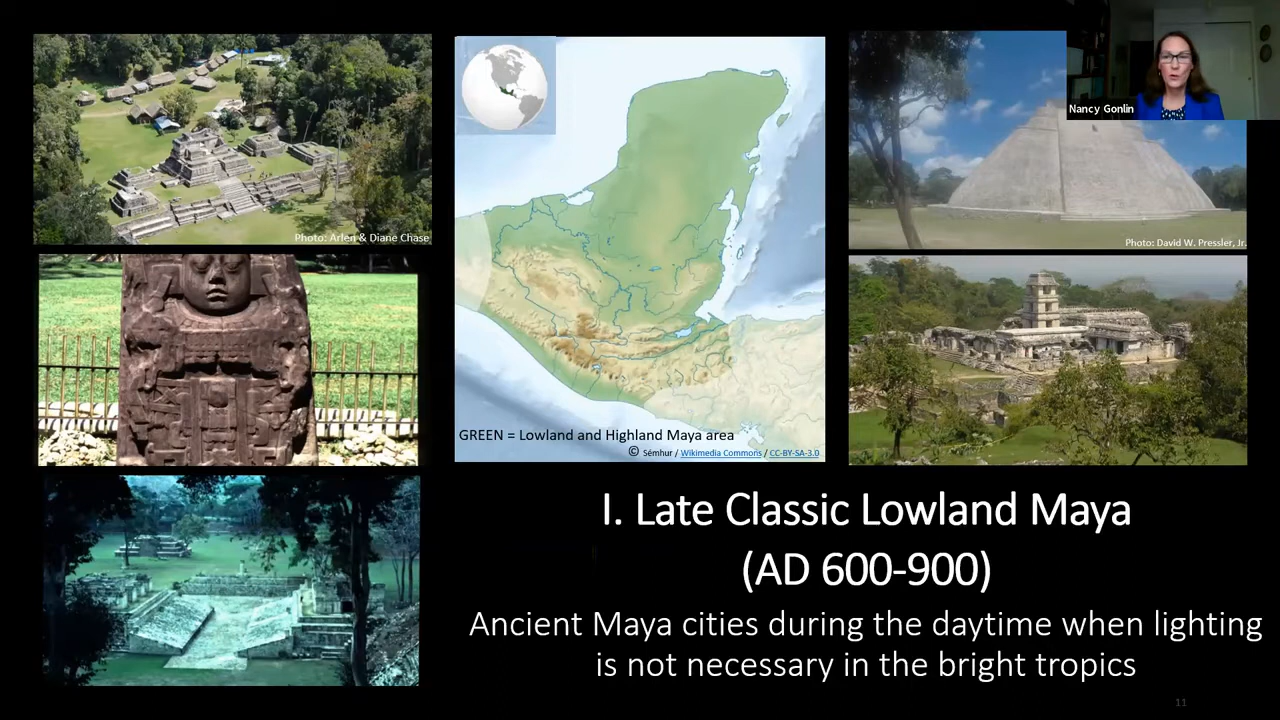 Nancy Gonlin
Photo: Arlen & Diane Chase
Photo: David W. Pressler, Jr.
GREEN = Lowland and Highland Maya area
© Sémhur / Wikimedia Commons / CC-BY-SA-3.0
I. Late Classic Lowland Maya
(AD 600-900)
Ancient Maya cities during the daytime when lighting
is not necessary in the bright tropics
11